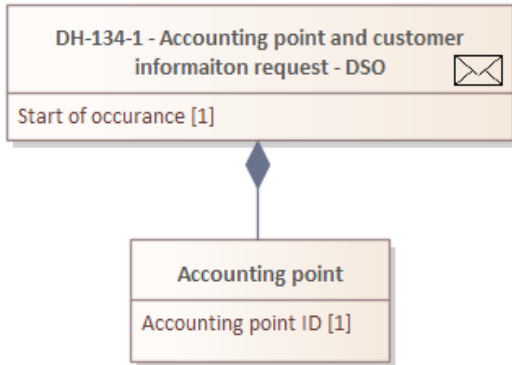 DH-134-1 - Accounting point and customer
informaiton request - DSO
Start of occurance [1]
Accounting point
Accounting point ID [1]